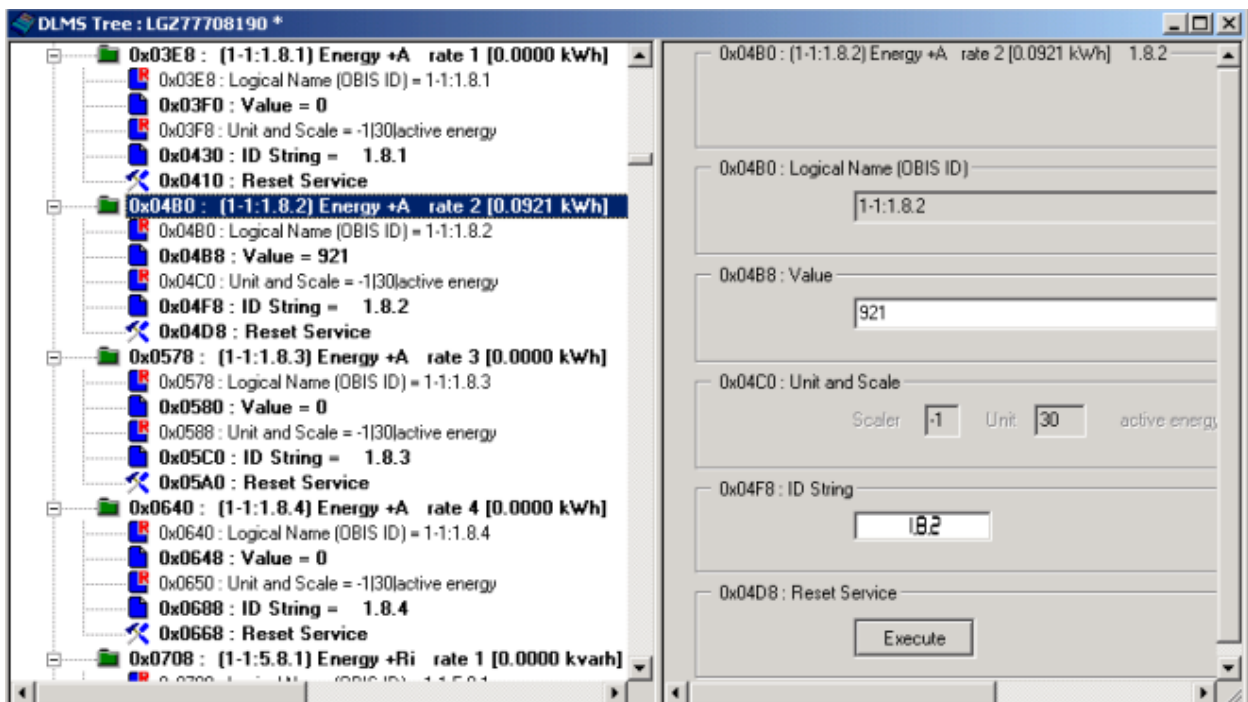 DLMS Tree : LGZ77708190 *
0x03E8 : (1-1:1.8.1) Energy +A rate 1 [0.0000 kWh]
0x03E8 : Logical Name (OBIS ID) = 1-1:1.8.1
0x03F0 : Value = 0
0x03F8 : Unit and Scale = -1|30|active energy
0x0430 : ID String = 1.8.1
0x0410 : Reset Service
0x04B0 : (1-1:1.8.2) Energy +A rate 2 [0.0921 kWh]
0x04B0 : Logical Name (OBIS ID) = 1-1:1.8.2
0x04B8 : Value = 921
0x04C0 : Unit and Scale = -1|30|active energy
0x04F8 : ID String = 1.8.2
0x04D8 : Reset Service
0x0578 : (1-1:1.8.3) Energy +A rate 3 [0.0000 kWh]
0x0578 : Logical Name (OBIS ID) = 1-1:1.8.3
0x0580 : Value = 0
0x0588 : Unit and Scale = -1|30|active energy
0x05C0 : ID String = 1.8.3
0x05A0 : Reset Service
0x0640 : (1-1:1.8.4) Energy +A rate 4 [0.0000 kWh]
0x0640 : Logical Name (OBIS ID) = 1-1:1.8.4
0x0648 : Value = 0
0x0650 : Unit and Scale = -1|30|active energy
0x0688 : ID String = 1.8.4
0x0668 : Reset Service
0x0708 : (1-1:5.8.1) Energy +Ri rate 1 [0.0000 kvarh]
0x04B0 : (1-1:1.8.2) Energy +A rate 2 [0.0921 kWh] 1.8.2
0x04B0 : Logical Name (OBIS ID)
1-1:1.8.2
0x04B8 : Value
921
0x04C0 : Unit and Scale
Scaler -1 Unit 30 active energy
0x04F8 : ID String
1.8.2
0x04D8 : Reset Service
Execute